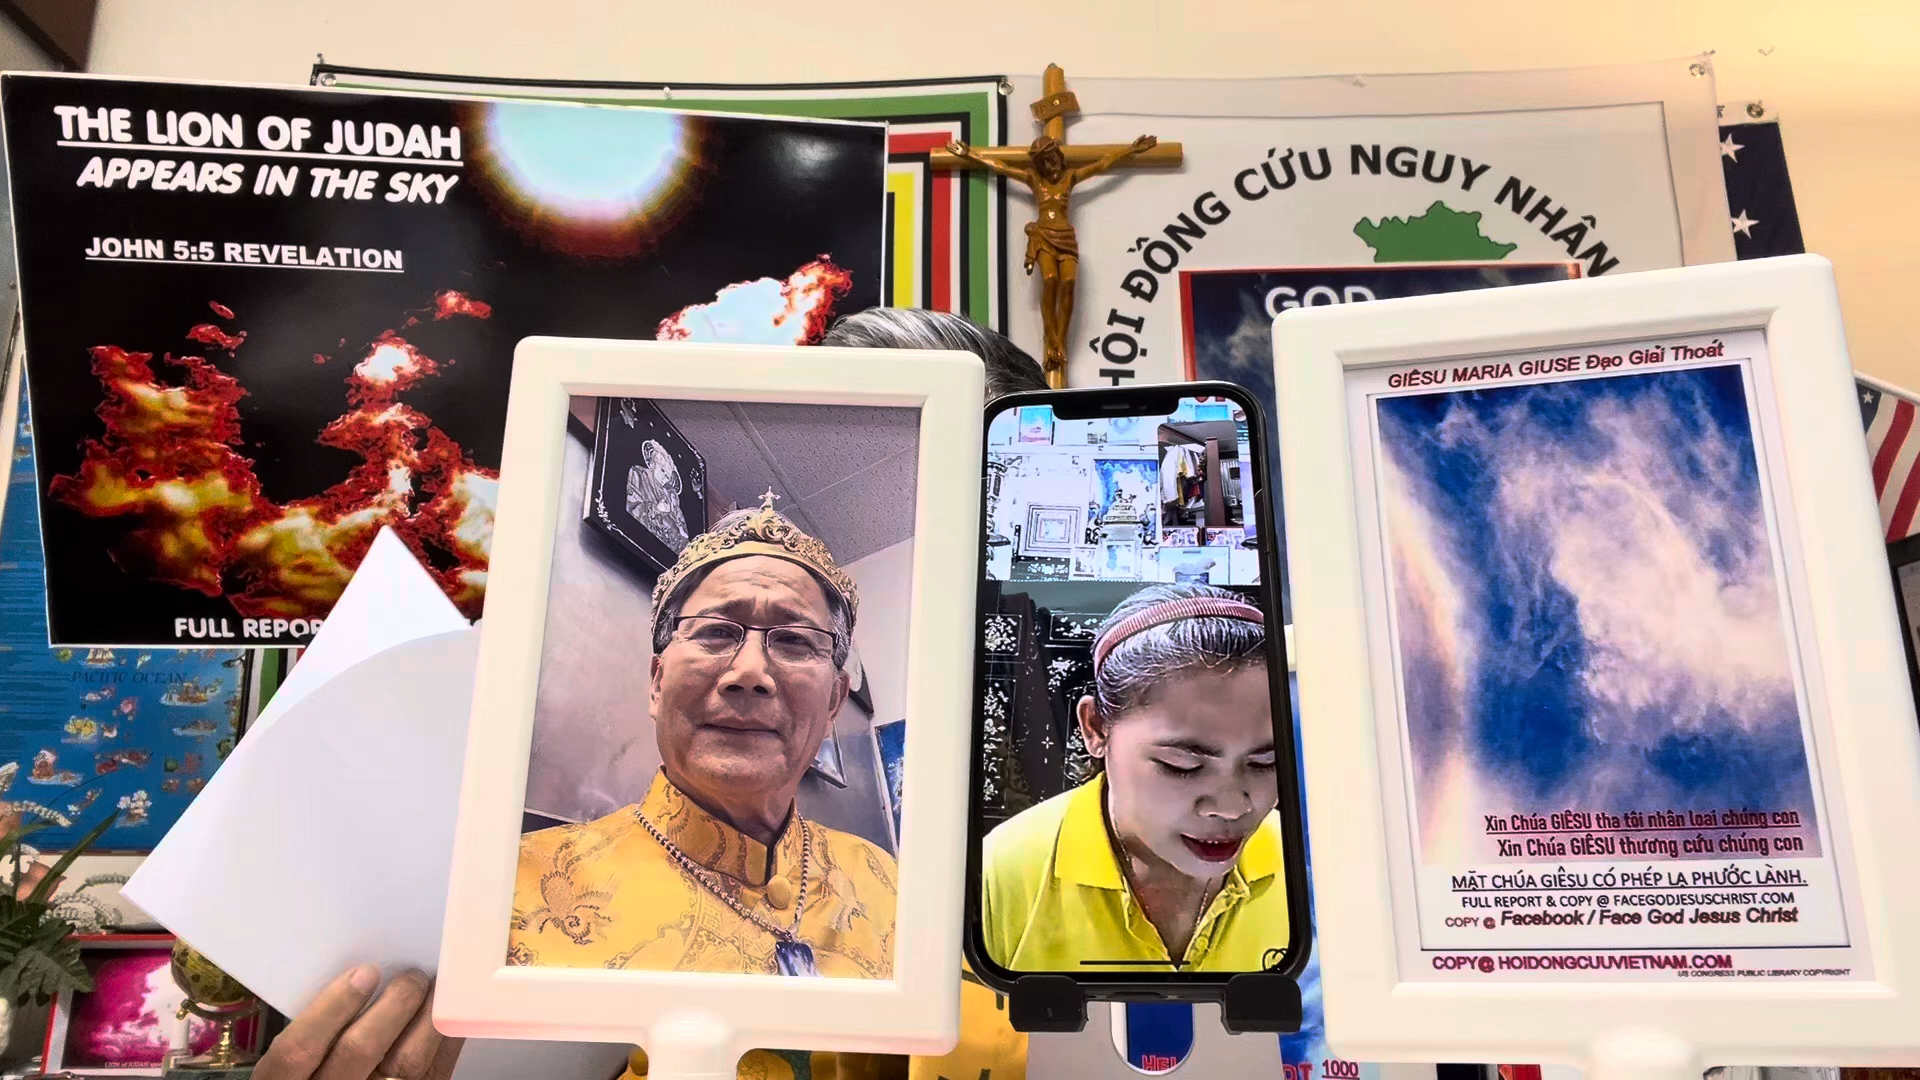 THE LION OF JUDAH
APPEARS IN THE SKY
JOHN 5:5 REVELATION
FULL REPOR
PACIFIC OCEAN
HỘI ĐỒNG CỨU NGUY NHÂN
GOD
GIÊSU MARIA GIUSE Đạo Giải Thoát
Xin Chúa GIÊSU tha tôi nhân loai chúng con
Xin Chúa GIÊSU thương cứu chúng con
MẶT CHÚA GIÊSU CÓ PHÉP LẠ PHƯỚC LÀNH.
FULL REPORT & COPY @ FACEGODJESUSCHRIST.COM
COPY @ Facebook / Face God Jesus Christ
COPY@ HOIDONGCUUVIETNAM.COM
US CONGRESS PUBLIC LIBRARY COPYRIGHT
1000